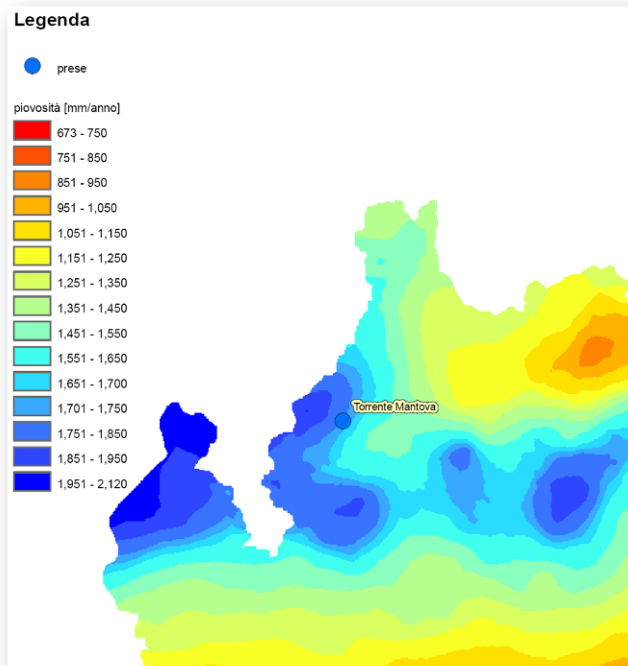 Legenda
prese
piovosità [mm/anno]
673 - 750
751 - 850
851 - 950
951 - 1,050
1,051 - 1,150
1,151 - 1,250
1,251 - 1,350
1,351 - 1,450
1,451 - 1,550
1,551 - 1,650
1,651 - 1,700
1,701 - 1,750
1,751 - 1,850
1,851 - 1,950
1,951 - 2,120
Torrente Mantova